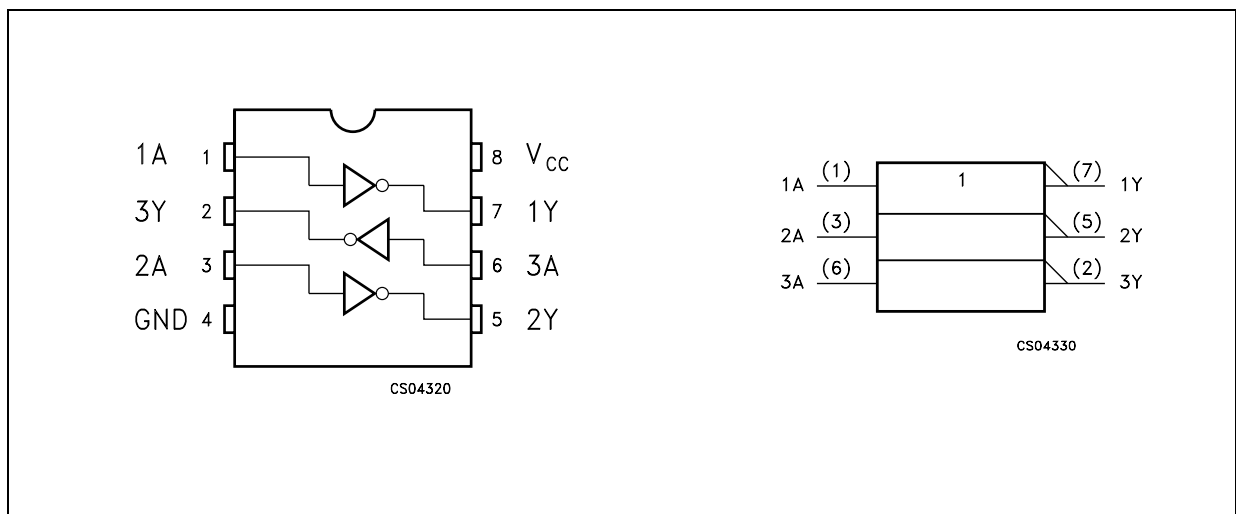 1A 1 8 VCC
3Y 2 7 1Y
2A 3 6 3A
GND 4 5 2Y
CS04320
1A (1) 1 (7) 1Y
2A (3) (5) 2Y
3A (6) (2) 3Y
CS04330